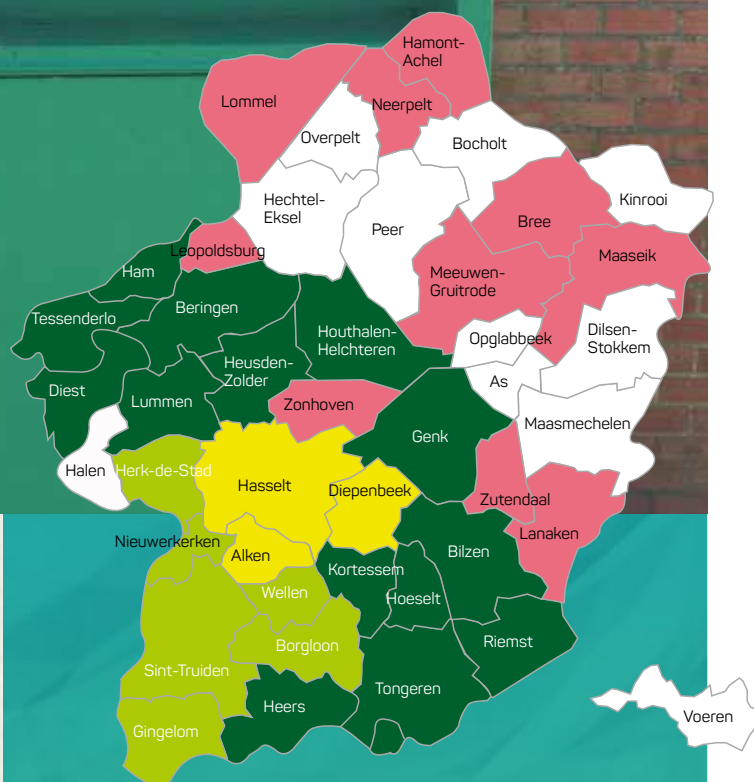 Hamont-
Achel
Lommel
Neerpelt
Overpelt
Bocholt
Hechtel-
Eksel
Kinrooi
Peer
Bree
Leopoldsburg
Maaseik
Ham
Meeuwen-
Gruitrode
Beringen
Tessenderlo
Houthalen-
Helchteren
Opglabbeek
Dilsen-
Stokkem
Heusden-
Zolder
As
Diest
Lummen
Zonhoven
Maasmechelen
Genk
Halen
Herk-de-Stad
Hasselt
Diepenbeek
Zutendaal
Lanaken
Nieuwerkerken
Alken
Bilzen
Kortessem
Wellen
Hoeselt
Borgloon
Riemst
Sint-Truiden
Tongeren
Heers
Voeren
Gingelom